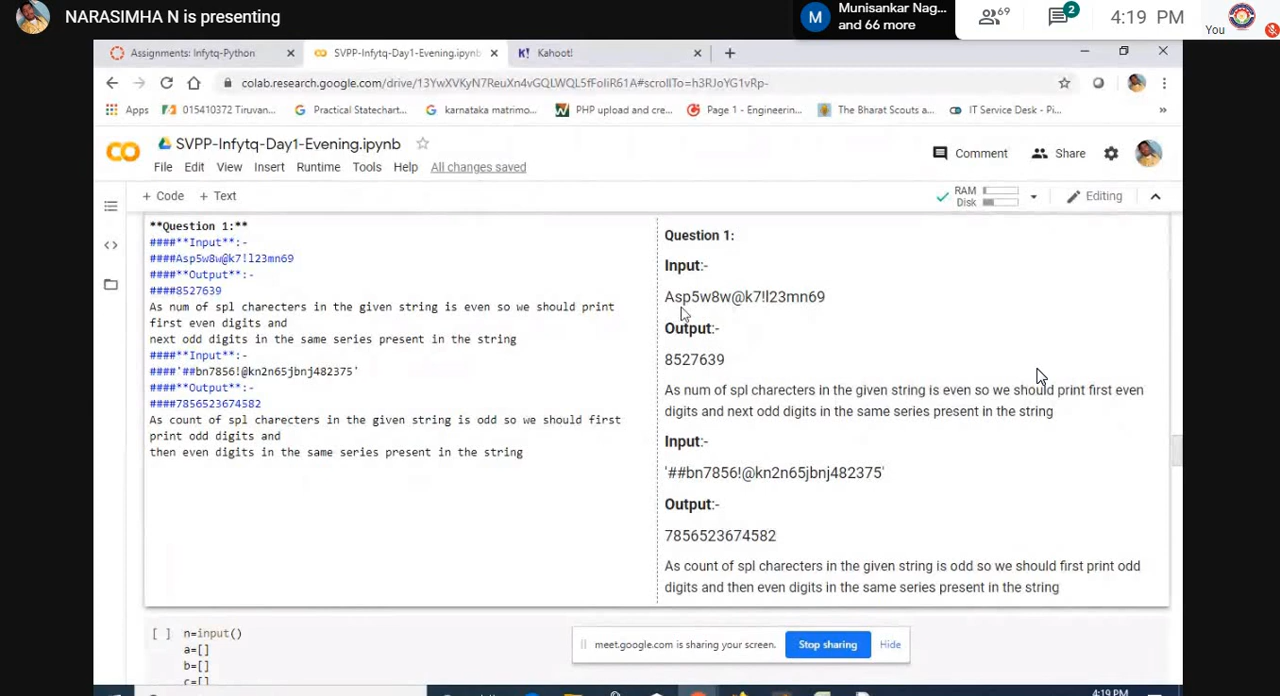 NARASIMHA N is presenting
M Munisankar Nag...
and 66 more
69
2
4:19 PM
You
Assignments: Infytq-Python
SVPP-Infytq-Day1-Evening.ipynb
K! Kahoot!
colab.research.google.com/drive/13YwXVKyN7ReuXn4vGQLWQL5fFoIiR61A#scrollTo=h3RJoYG1vRp-
Apps
015410372 Tiruvan...
Practical Statechart...
karnataka matrimo...
PHP upload and cre...
Page 1 - Engineerin...
The Bharat Scouts a...
IT Service Desk - Pi...
»
SVPP-Infytq-Day1-Evening.ipynb
File Edit View Insert Runtime Tools Help All changes saved
Comment
Share
+ Code + Text
RAM
Disk
Editing
**Question 1:**
####**Input**:-
####Asp5w8w@k7!l23mn69
####**Output**:-
####8527639
As num of spl charecters in the given string is even so we should print
first even digits and
next odd digits in the same series present in the string
####**Input**:-
####'##bn7856!@kn2n65jbnj482375'
####**Output**:-
####7856523674582
As count of spl charecters in the given string is odd so we should first
print odd digits and
then even digits in the same series present in the string
Question 1:
Input:-
Asp5w8w@k7!l23mn69
Output:-
8527639
As num of spl charecters in the given string is even so we should print first even
digits and next odd digits in the same series present in the string
Input:-
'##bn7856!@kn2n65jbnj482375'
Output:-
7856523674582
As count of spl charecters in the given string is odd so we should first print odd
digits and then even digits in the same series present in the string
[ ] n=input()
a=[]
b=[]
c=[]
meet.google.com is sharing your screen.
Stop sharing
Hide
4:19 PM